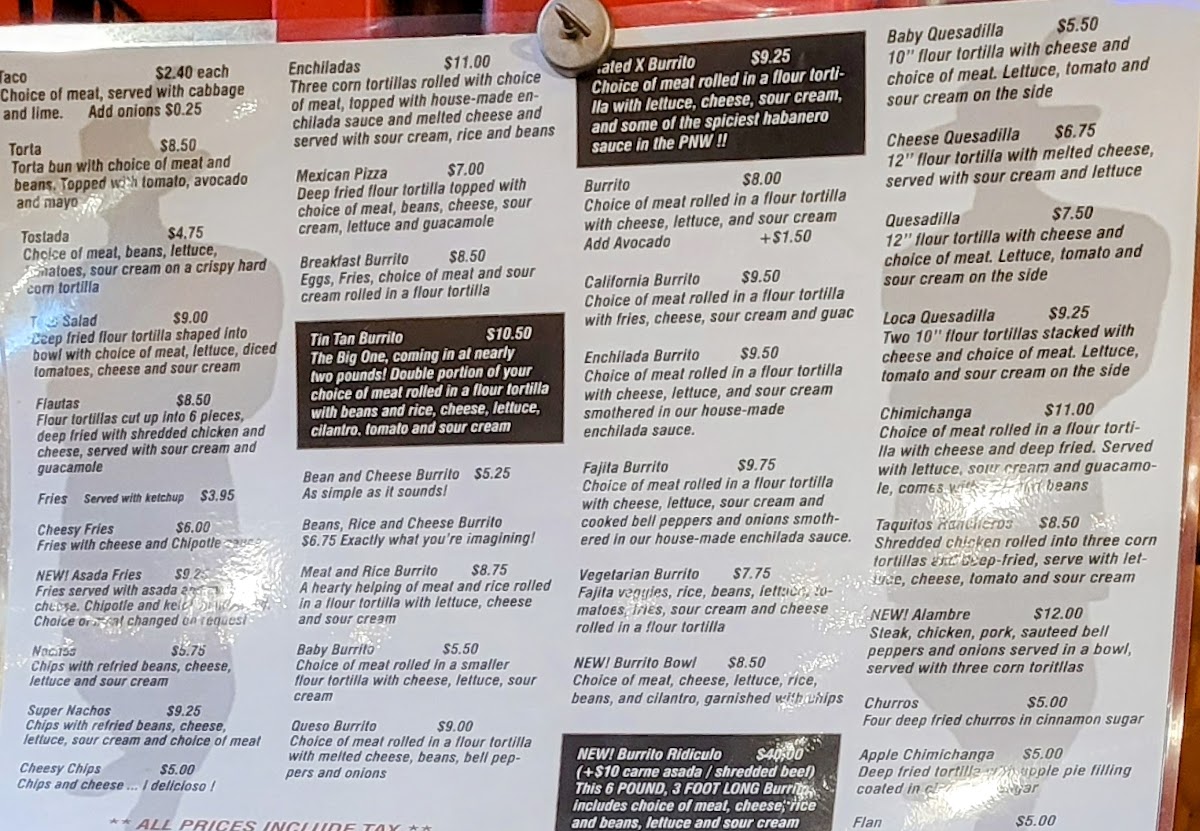 Taco $2.40 each
Choice of meat, served with cabbage
and lime. Add onions $0.25
Torta $8.50
Torta bun with choice of meat and
beans. Topped with tomato, avocado
and mayo
Tostada $4.75
Choice of meat, beans, lettuce,
tomatoes, sour cream on a crispy hard
corn tortilla
Salad $9.00
Deep fried flour tortilla shaped into
bowl with choice of meat, lettuce, diced
tomatoes, cheese and sour cream
Flautas $8.50
Flour tortillas cut up into 6 pieces,
deep fried with shredded chicken and
cheese, served with sour cream and
guacamole
Fries Served with ketchup $3.95
Cheesy Fries $6.00
Fries with cheese and Chipotle sauce
NEW! Asada Fries
Fries served with asada and
cheese. Chipotle and
Choice of meat changed on request
Nachos $5.75
Chips with refried beans, cheese,
lettuce and sour cream
Super Nachos $9.25
Chips with refried beans, cheese,
lettuce, sour cream and choice of meat
Cheesy Chips $5.00
Chips and cheese ... ¡ delicioso !
** ALL PRICES INCLUDE TAX **
Enchiladas $11.00
Three corn tortillas rolled with choice
of meat, topped with house-made en-
chilada sauce and melted cheese and
served with sour cream, rice and beans
Mexican Pizza $7.00
Deep fried flour tortilla topped with
choice of meat, beans, cheese, sour
cream, lettuce and guacamole
Breakfast Burrito $8.50
Eggs, Fries, choice of meat and sour
cream rolled in a flour tortilla
Tin Tan Burrito $10.50
The Big One, coming in at nearly
two pounds! Double portion of your
choice of meat rolled in a flour tortilla
with beans and rice, cheese, lettuce,
cilantro, tomato and sour cream
Bean and Cheese Burrito $5.25
As simple as it sounds!
Beans, Rice and Cheese Burrito
$6.75 Exactly what you're imagining!
Meat and Rice Burrito $8.75
A hearty helping of meat and rice rolled
in a flour tortilla with lettuce, cheese
and sour cream
Baby Burrito $5.50
Choice of meat rolled in a smaller
flour tortilla with cheese, lettuce, sour
cream
Queso Burrito $9.00
Choice of meat rolled in a flour tortilla
with melted cheese, beans, bell pep-
pers and onions
ated X Burrito $9.25
Choice of meat rolled in a flour torti-
lla with lettuce, cheese, sour cream,
and some of the spiciest habanero
sauce in the PNW !!
Burrito $8.00
Choice of meat rolled in a flour tortilla
with cheese, lettuce, and sour cream
Add Avocado +$1.50
California Burrito $9.50
Choice of meat rolled in a flour tortilla
with fries, cheese, sour cream and guac
Enchilada Burrito $9.50
Choice of meat rolled in a flour tortilla
with cheese, lettuce, and sour cream
smothered in our house-made
enchilada sauce.
Fajita Burrito $9.75
Choice of meat rolled in a flour tortilla
with cheese, lettuce, sour cream and
cooked bell peppers and onions smoth-
ered in our house-made enchilada sauce.
Vegetarian Burrito $7.75
Fajita veggies, rice, beans, lettuce, to-
matoes, fries, sour cream and cheese
rolled in a flour tortilla
NEW! Burrito Bowl $8.50
Choice of meat, cheese, lettuce, rice,
beans, and cilantro, garnished with chips
NEW! Burrito Ridiculo $40.00
(+$10 carne asada / shredded beef)
This 6 POUND, 3 FOOT LONG Burrito
includes choice of meat, cheese, rice
and beans, lettuce and sour cream
Baby Quesadilla $5.50
10" flour tortilla with cheese and
choice of meat. Lettuce, tomato and
sour cream on the side
Cheese Quesadilla $6.75
12" flour tortilla with melted cheese,
served with sour cream and lettuce
Quesadilla $7.50
12" flour tortilla with cheese and
choice of meat. Lettuce, tomato and
sour cream on the side
Loca Quesadilla $9.25
Two 10" flour tortillas stacked with
cheese and choice of meat. Lettuce,
tomato and sour cream on the side
Chimichanga $11.00
Choice of meat rolled in a flour torti-
lla with cheese and deep fried. Served
with lettuce, sour cream and guacamo-
le, comes with beans
Taquitos Rancheros $8.50
Shredded chicken rolled into three corn
tortillas and Deep-fried, serve with let-
tuce, cheese, tomato and sour cream
NEW! Alambre $12.00
Steak, chicken, pork, sauteed bell
peppers and onions served in a bowl,
served with three corn toritllas
Churros $5.00
Four deep fried churros in cinnamon sugar
Apple Chimichanga $5.00
Deep fried tortilla with apple pie filling
coated in sugar
Flan $5.00